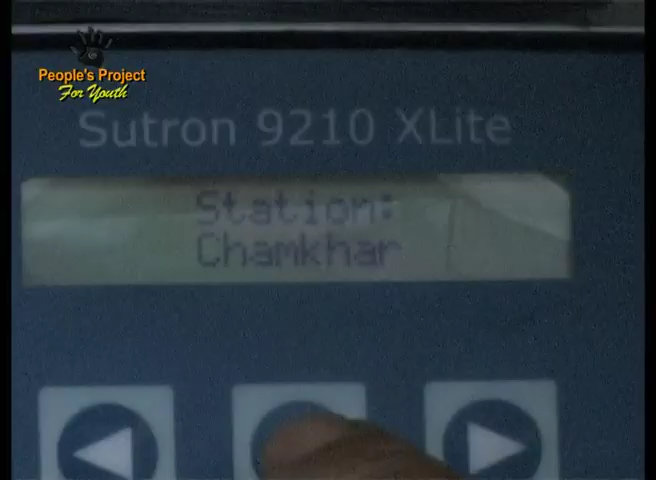 People's Project
For Youth
Sutron 9210 XLite
Station:
Chamkhar